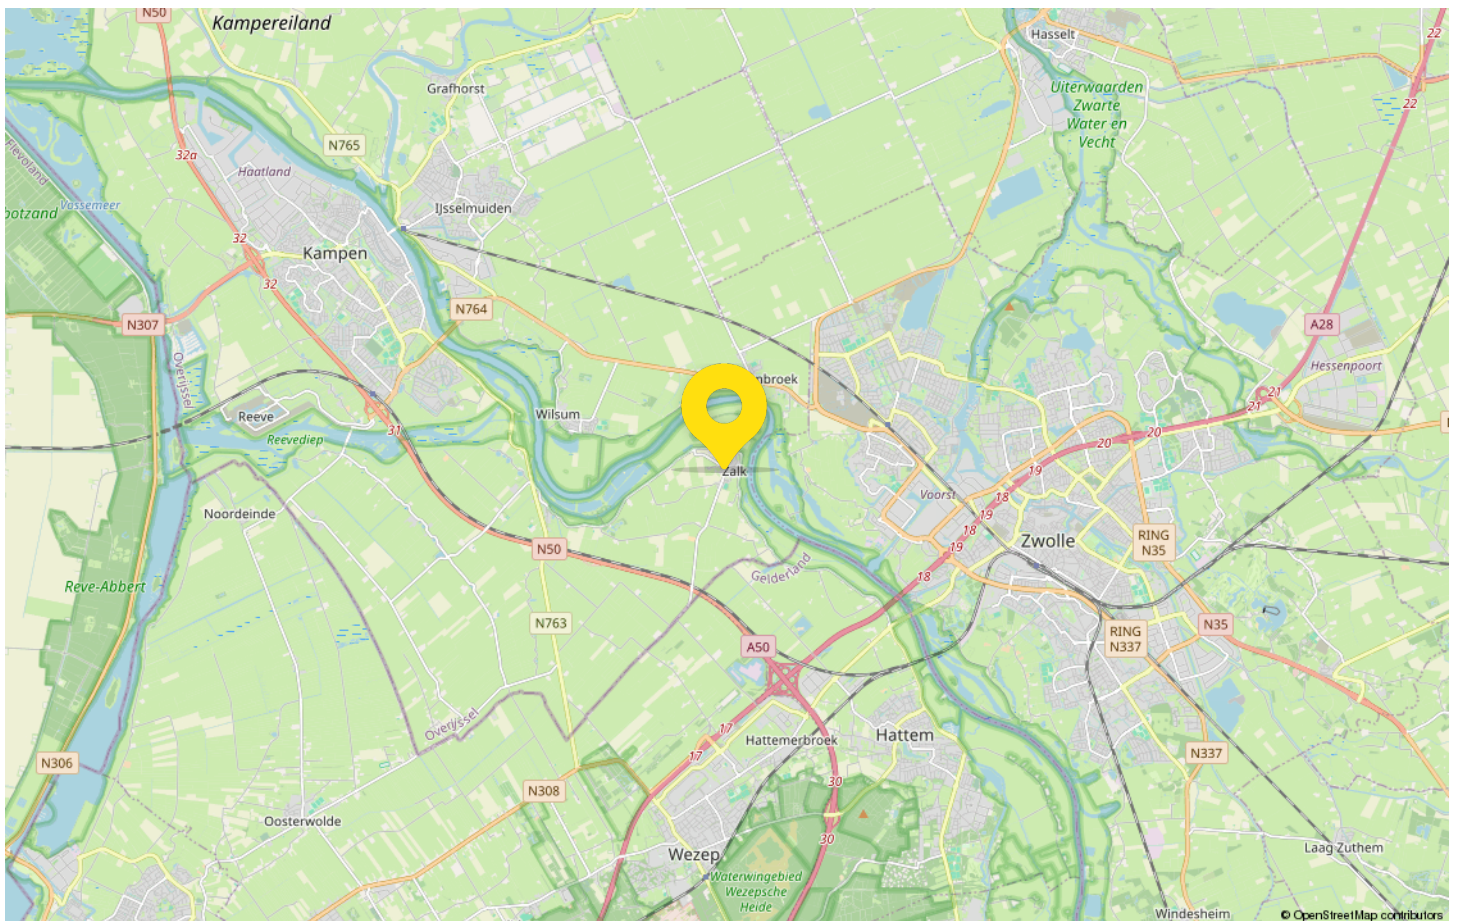 N50
Kampereiland
Hasselt
22
Grafhorst
Uiterwaarden
Zwarte
Water en
Vecht
22
N765
32a
Flevoland
Haatland
Vossemeer
IJsselmuiden
32
Kampen
32
N764
N307
A28
Overijssel
Hessenpoort
nbroek
21
21
Reeve
Wilsum
Reevediep
31
20
20
Zalk
19
Voorst
18
19
18
Noordeinde
Zwolle
RING
N35
N50
19
18
Gelderland
Reve-Abbert
N763
N35
RING
N337
A50
Overijssel
17
Hattem
Hattemerbroek
17
N337
N306
30
N308
Oosterwolde
30
Laag Zuthem
Wezep
Waterwingebied
Wezepsche
Heide
Windesheim
© OpenStreetMap contributors